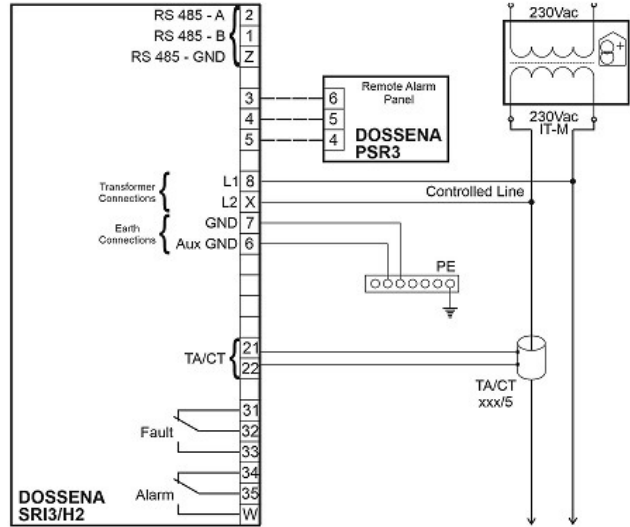 RS 485 - A 2
RS 485 - B 1
RS 485 - GND Z
230Vac
+
3 6 Remote Alarm
Panel
4 5
5 4 DOSSENA
PSR3
230Vac
IT-M
Transformer
Connections
L1 8
L2 X
Controlled Line
Earth
Connections
GND 7
Aux GND 6
PE
TA/CT
21
22
TA/CT
xxx/5
Fault
31
32
33
Alarm
34
35
W
DOSSENA
SRI3/H2